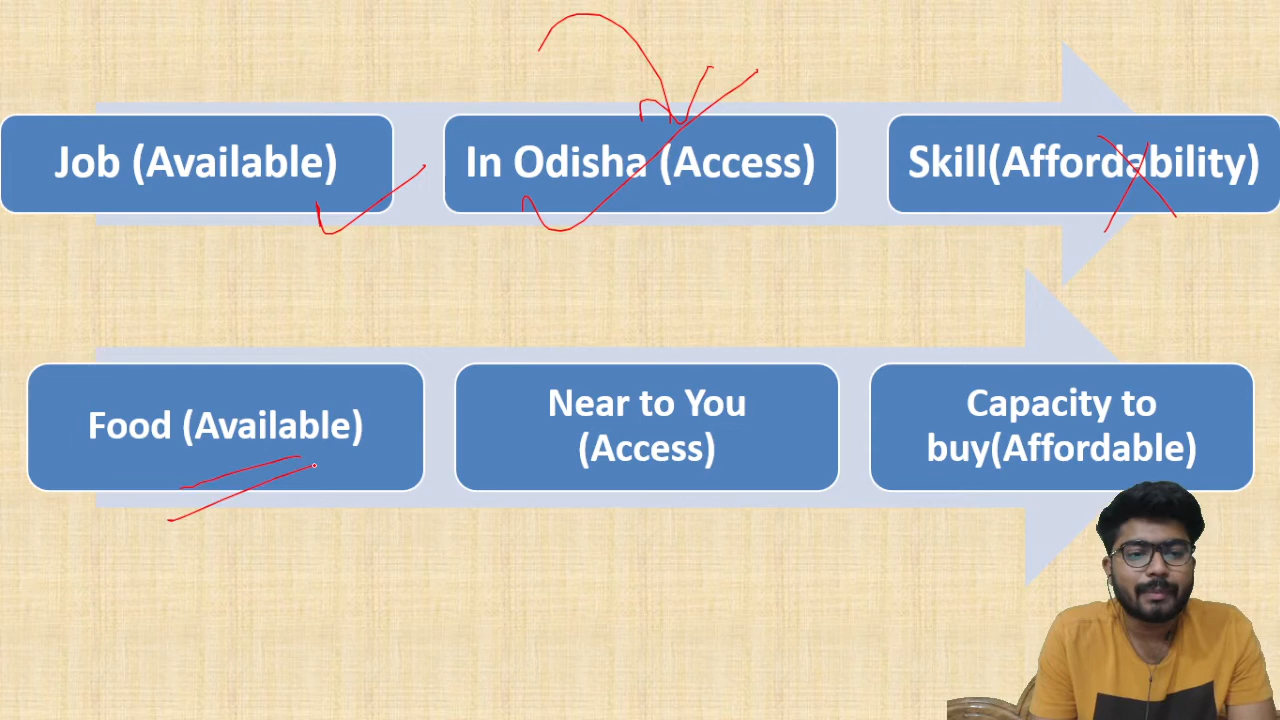 Job (Available)
In Odisha (Access)
Skill(Affordability)
Food (Available)
Near to You
(Access)
Capacity to
buy(Affordable)